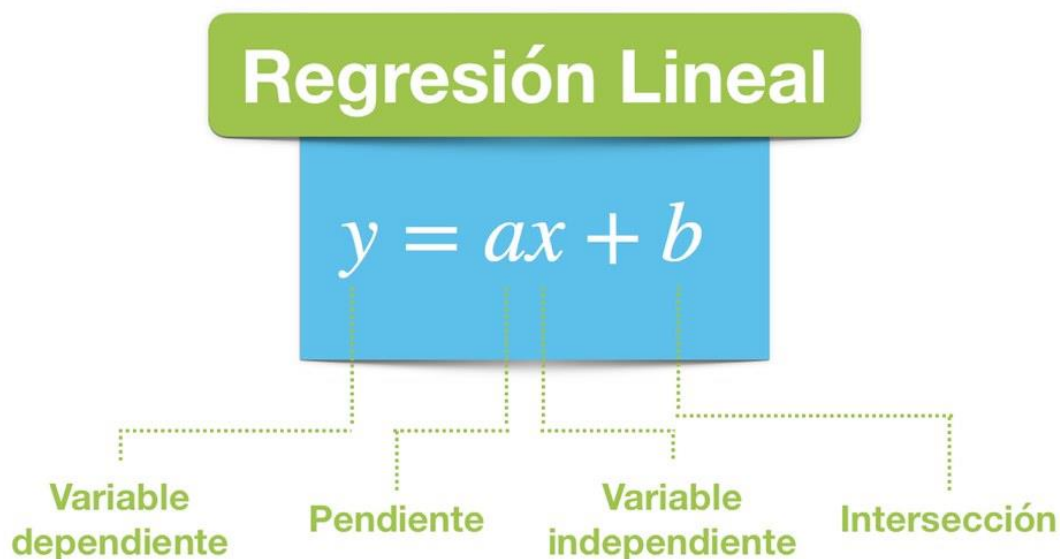 Regresión Lineal
y = ax + b
Variable
dependiente
Pendiente
Variable
independiente
Intersección